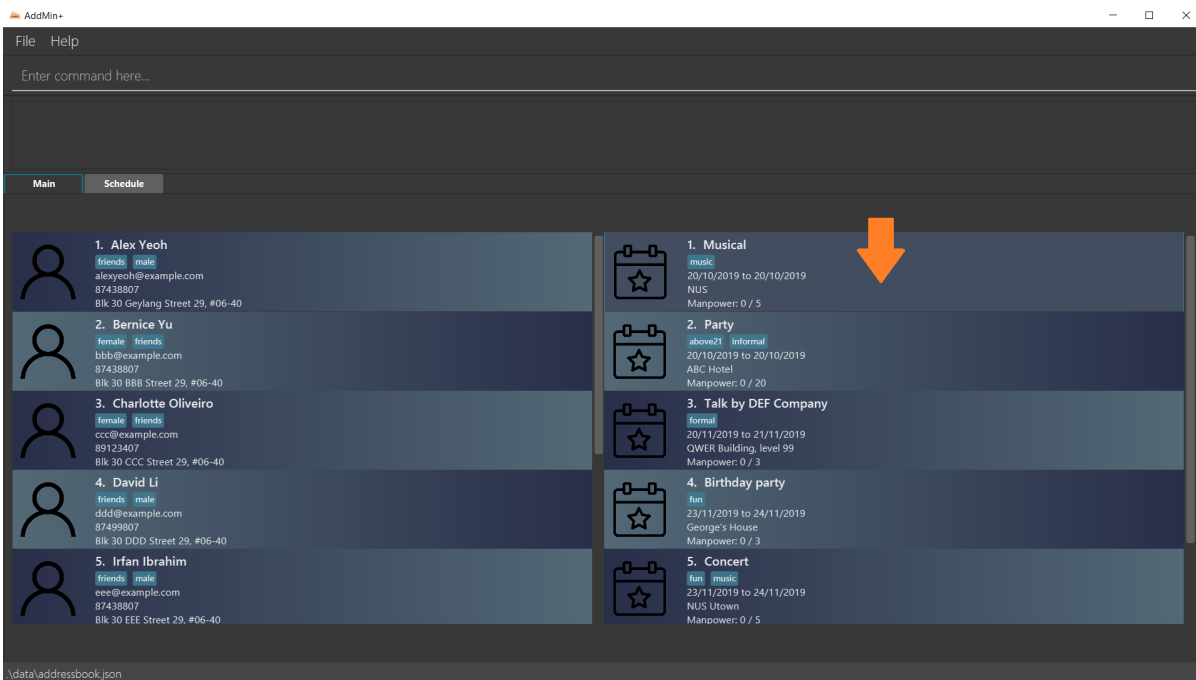 AddMin+
File Help
Enter command here...
Main Schedule
1. Alex Yeoh
friends male
alexyeoh@example.com
87438807
Blk 30 Geylang Street 29, #06-40
2. Bernice Yu
female friends
bbb@example.com
87438807
Blk 30 BBB Street 29, #06-40
3. Charlotte Oliveiro
female friends
ccc@example.com
89123407
Blk 30 CCC Street 29, #06-40
4. David Li
friends male
ddd@example.com
87499807
Blk 30 DDD Street 29, #06-40
5. Irfan Ibrahim
friends male
eee@example.com
87438807
Blk 30 EEE Street 29, #06-40
1. Musical
music
20/10/2019 to 20/10/2019
NUS
Manpower: 0 / 5
2. Party
above21 informal
20/10/2019 to 20/10/2019
ABC Hotel
Manpower: 0 / 20
3. Talk by DEF Company
formal
20/11/2019 to 21/11/2019
QWER Building, level 99
Manpower: 0 / 3
4. Birthday party
fun
23/11/2019 to 24/11/2019
George's House
Manpower: 0 / 3
5. Concert
fun music
23/11/2019 to 24/11/2019
NUS Utown
Manpower: 0 / 5
.\data\addressbook.json